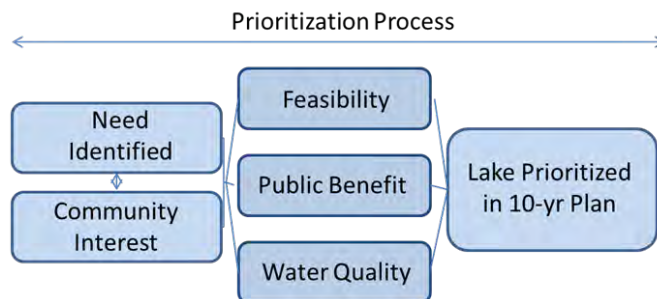 Prioritization Process
Need
Identified
Community
Interest
Feasibility
Public Benefit
Water Quality
Lake Prioritized
in 10-yr Plan